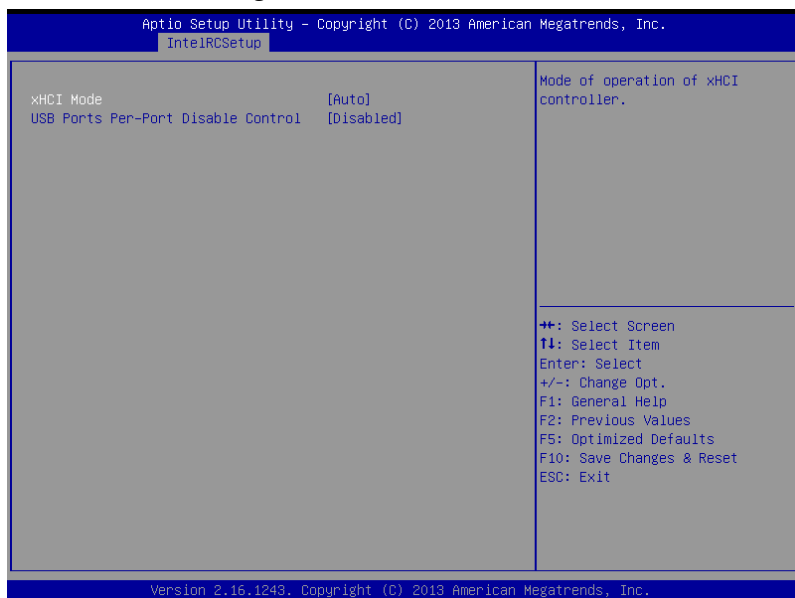 Aptio Setup Utility – Copyright (C) 2013 American Megatrends, Inc.
IntelRCSetup
xHCI Mode [Auto]
USB Ports Per-Port Disable Control [Disabled]
Mode of operation of xHCI
controller.
→←: Select Screen
↑↓: Select Item
Enter: Select
+/-: Change Opt.
F1: General Help
F2: Previous Values
F5: Optimized Defaults
F10: Save Changes & Reset
ESC: Exit
Version 2.16.1243. Copyright (C) 2013 American Megatrends, Inc.